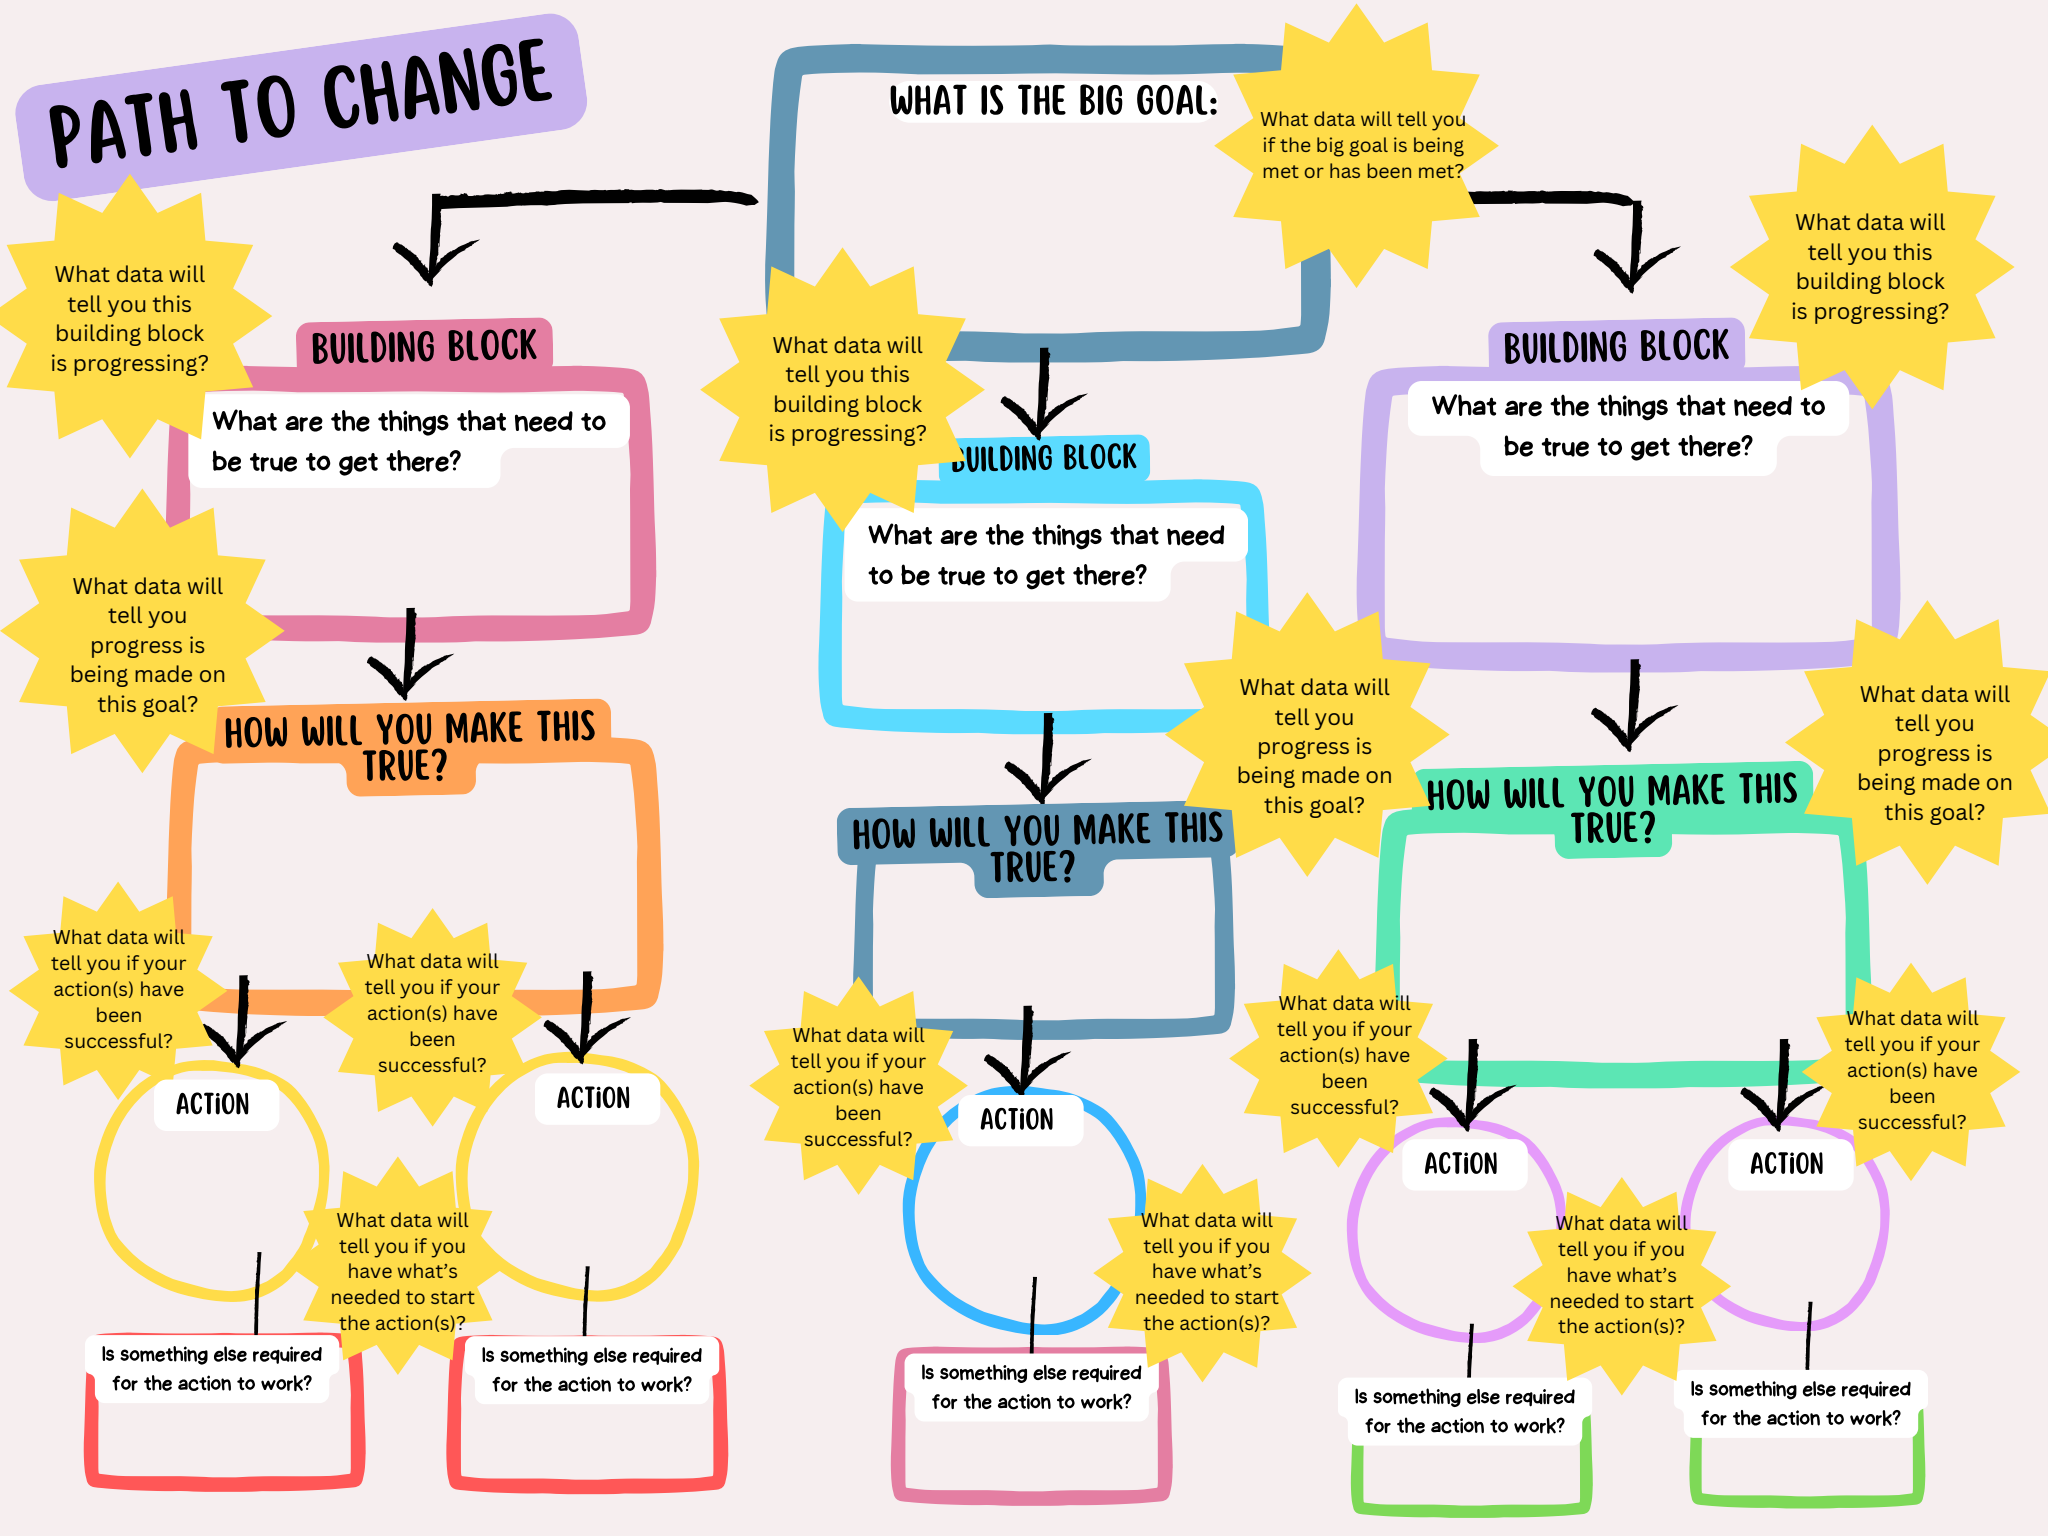 PATH TO CHANGE
WHAT IS THE BIG GOAL:
What data will tell you
if the big goal is being
met or has been met?
What data will
tell you this
building block
is progressing?
BUILDING BLOCK
What are the things that need to
be true to get there?
What data will
tell you
progress is
being made on
this goal?
HOW WILL YOU MAKE THIS
TRUE?
What data will
tell you if your
action(s) have
been
successful?
What data will
tell you if your
action(s) have
been
successful?
ACTION
ACTION
What data will
tell you if you
have what's
needed to start
the action(s)?
Is something else required
for the action to work?
Is something else required
for the action to work?
What data will
tell you this
building block
is progressing?
BUILDING BLOCK
What are the things that need
to be true to get there?
What data will
tell you
progress is
being made on
this goal?
HOW WILL YOU MAKE THIS
TRUE?
What data will
tell you if your
action(s) have
been
successful?
ACTION
What data will
tell you if you
have what's
needed to start
the action(s)?
Is something else required
for the action to work?
What data will
tell you this
building block
is progressing?
BUILDING BLOCK
What are the things that need to
be true to get there?
What data will
tell you
progress is
being made on
this goal?
HOW WILL YOU MAKE THIS
TRUE?
What data will
tell you if your
action(s) have
been
successful?
What data will
tell you if your
action(s) have
been
successful?
ACTION
ACTION
What data will
tell you if you
have what's
needed to start
the action(s)?
Is something else required
for the action to work?
Is something else required
for the action to work?